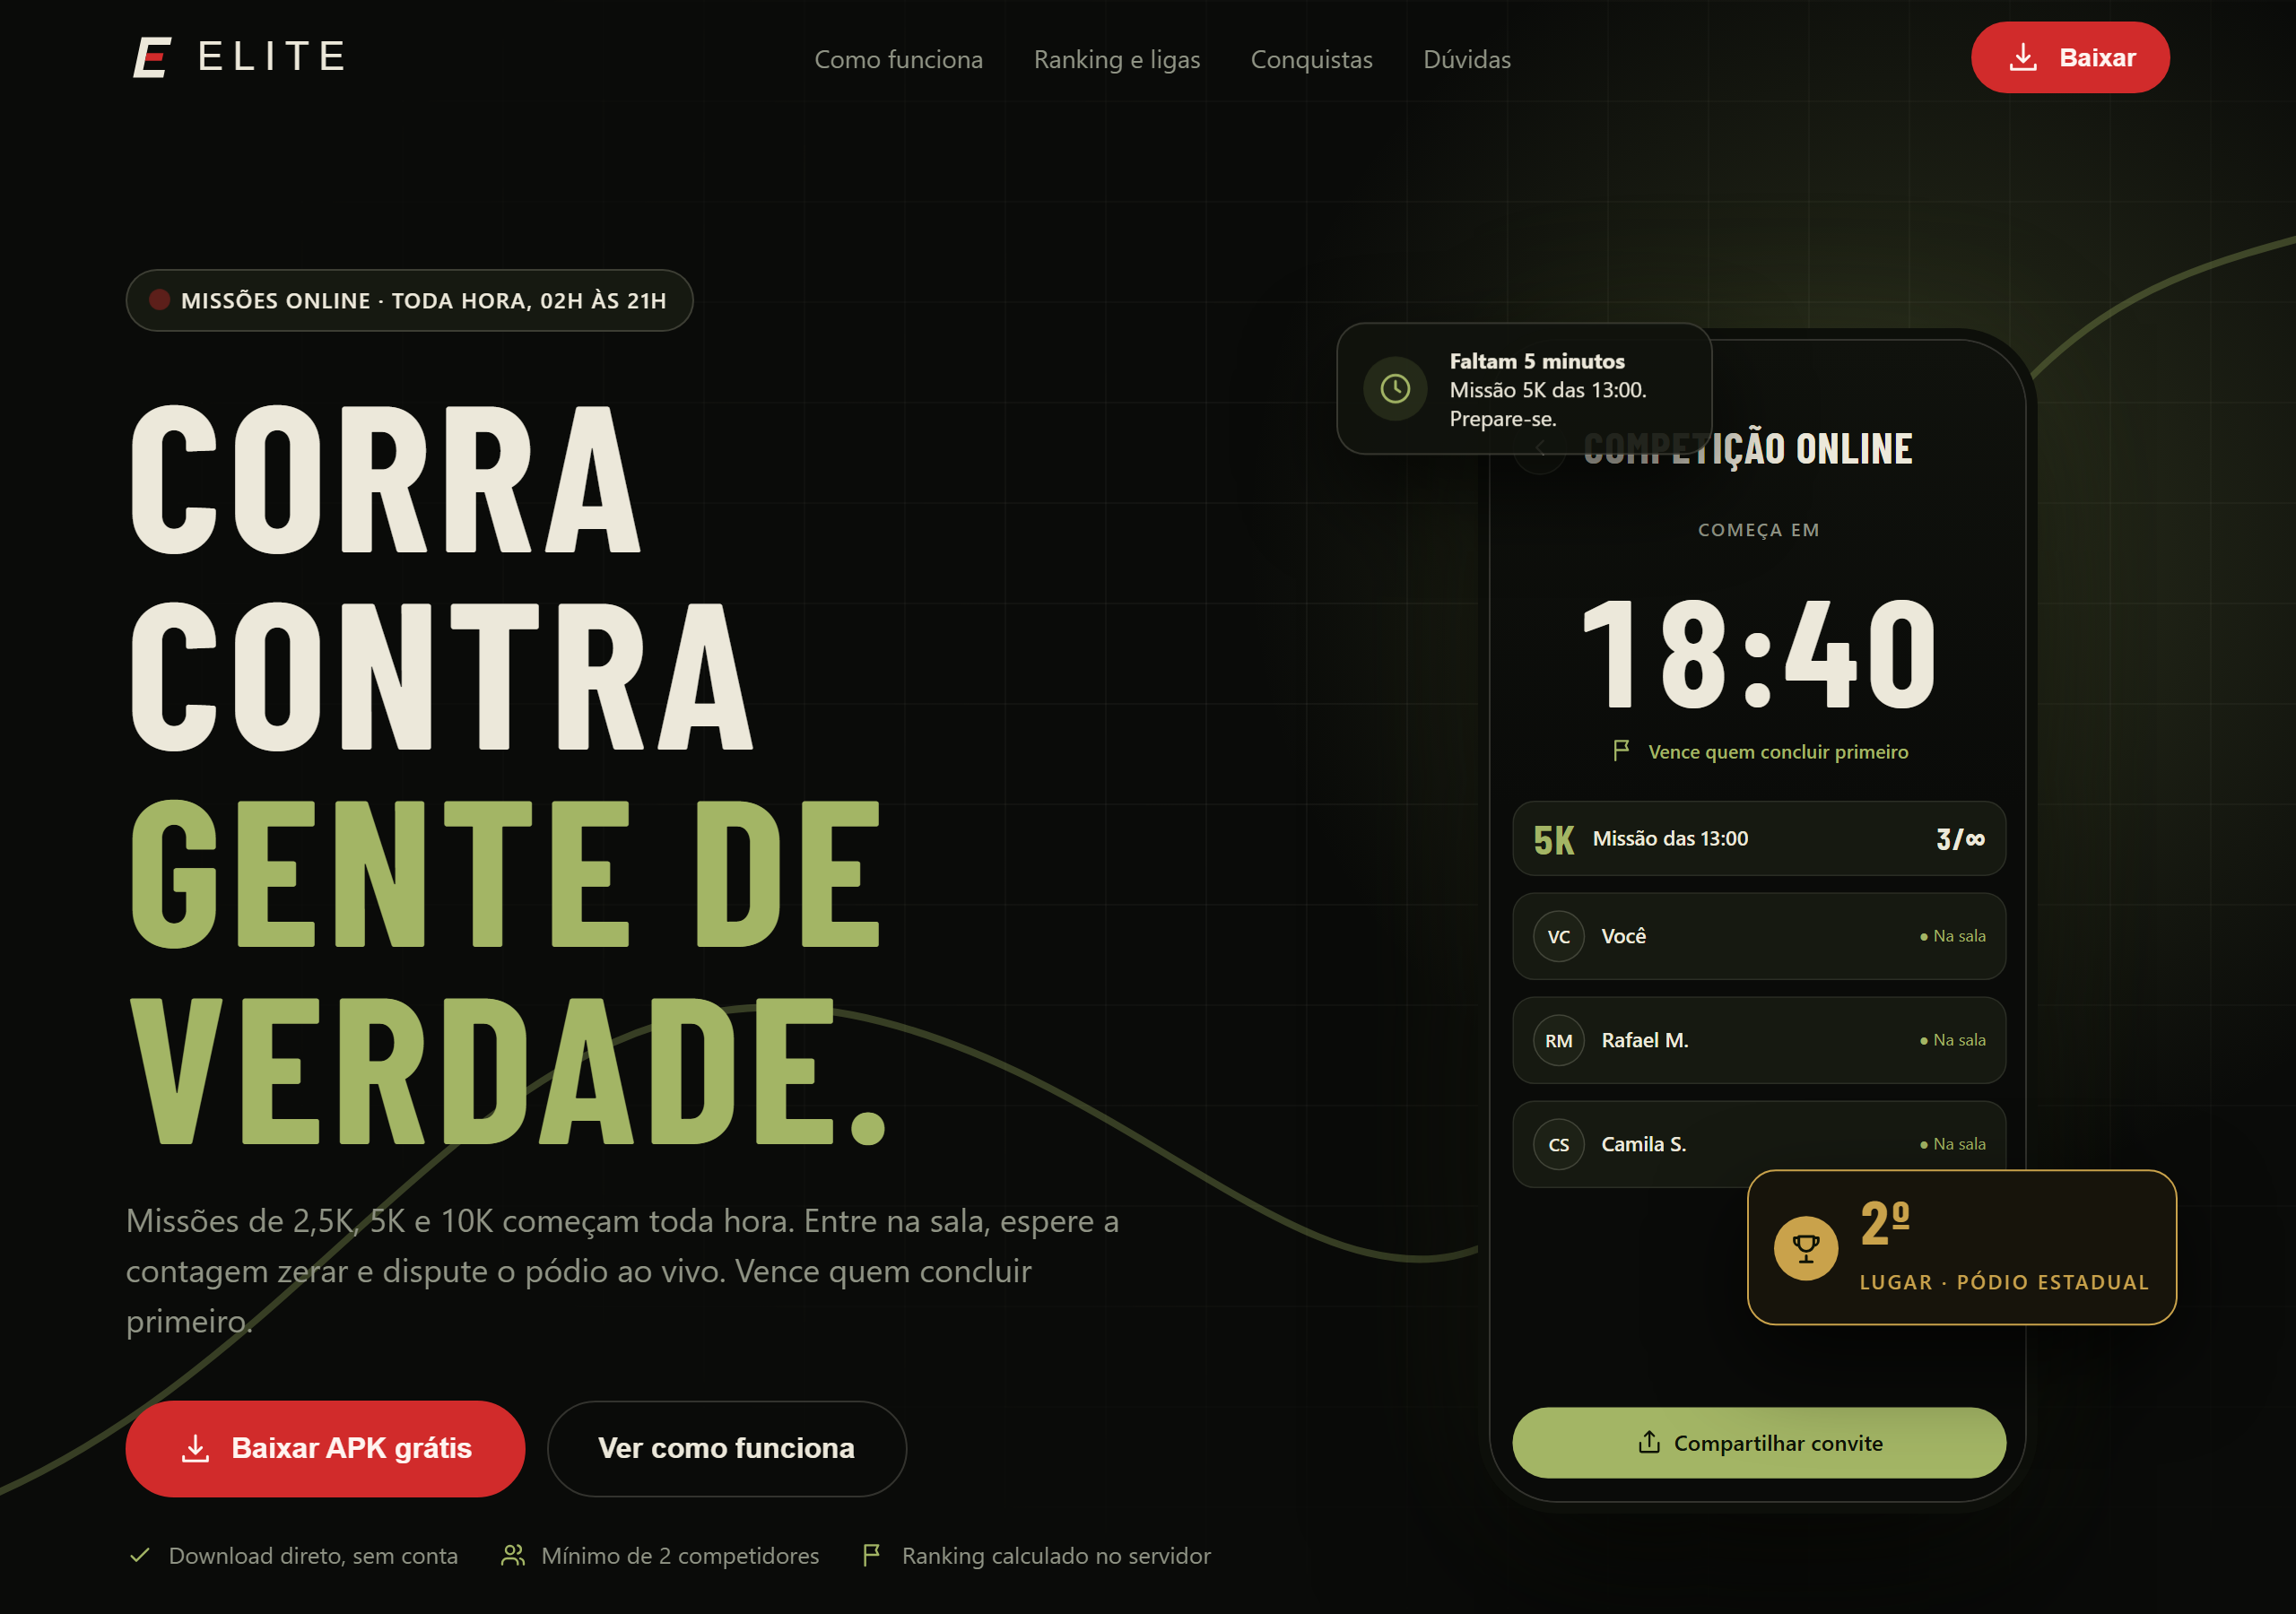 ELITE
Como funciona
Ranking e ligas
Conquistas
Dúvidas
Baixar
MISSÕES ONLINE · TODA HORA, 02H ÀS 21H
CORRA
CONTRA
GENTE DE
VERDADE.
Missões de 2,5K, 5K e 10K começam toda hora. Entre na sala, espere a
contagem zerar e dispute o pódio ao vivo. Vence quem concluir
primeiro.
Baixar APK grátis
Ver como funciona
Download direto, sem conta
Mínimo de 2 competidores
Ranking calculado no servidor
Faltam 5 minutos
Missão 5K das 13:00.
Prepare-se.
COMPETIÇÃO ONLINE
COMEÇA EM
18:40
Vence quem concluir primeiro
5K Missão das 13:00 3/∞
VC Você • Na sala
RM Rafael M. • Na sala
CS Camila S. • Na sala
2º
LUGAR · PÓDIO ESTADUAL
Compartilhar convite